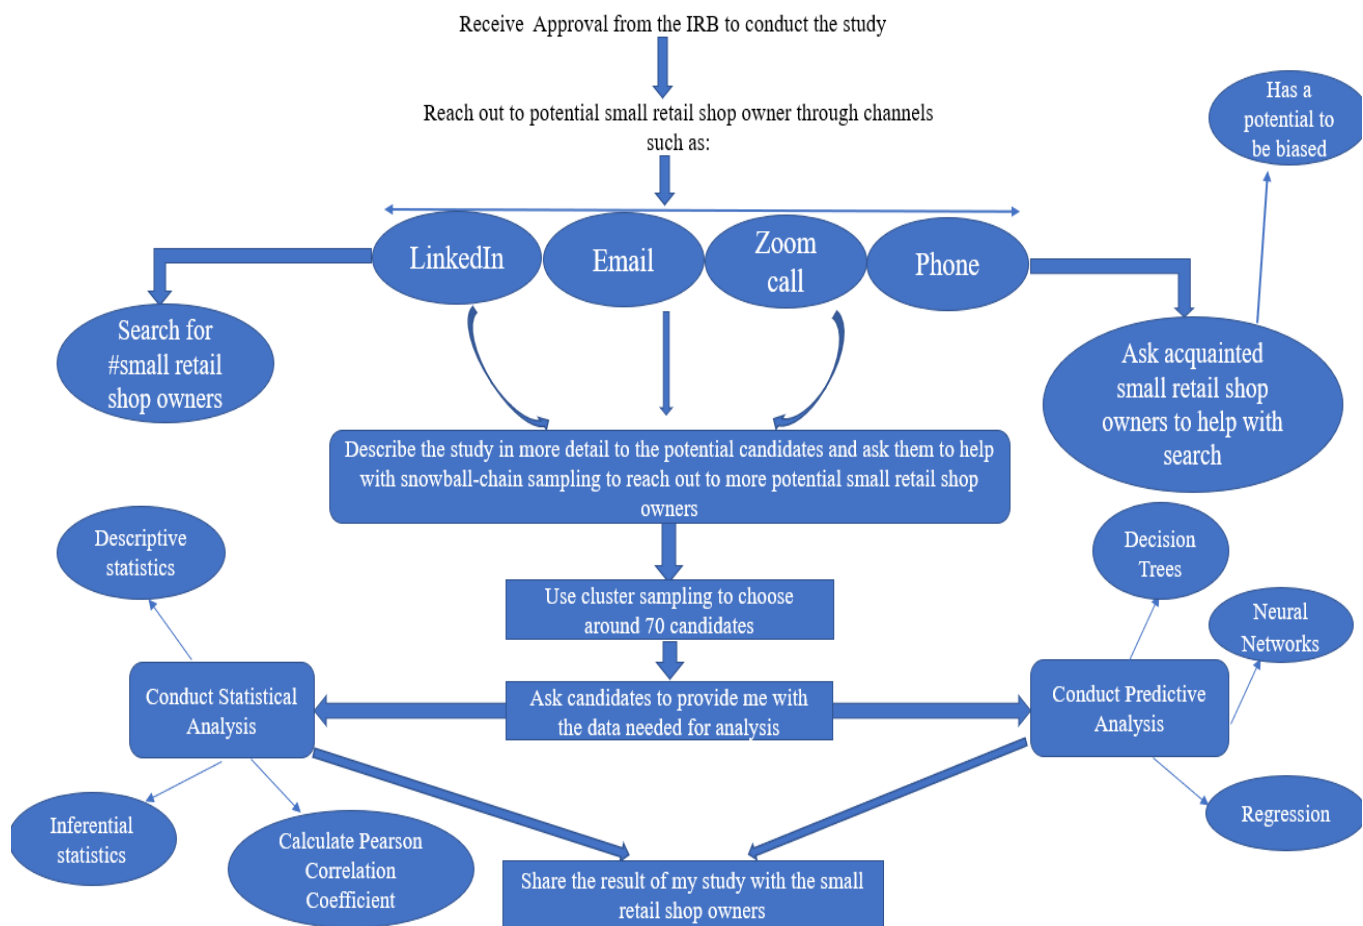 Receive Approval from the IRB to conduct the study
Reach out to potential small retail shop owner through channels
such as:
Has a
potential to
be biased
LinkedIn
Email
Zoom
call
Phone
Search for
#small retail
shop owners
Ask acquainted
small retail shop
owners to help with
search
Describe the study in more detail to the potential candidates and ask them to help
with snowball-chain sampling to reach out to more potential small retail shop
owners
Descriptive
statistics
Decision
Trees
Use cluster sampling to choose
around 70 candidates
Neural
Networks
Conduct Statistical
Analysis
Ask candidates to provide me with
the data needed for analysis
Conduct Predictive
Analysis
Inferential
statistics
Calculate Pearson
Correlation
Coefficient
Regression
Share the result of my study with the small
retail shop owners